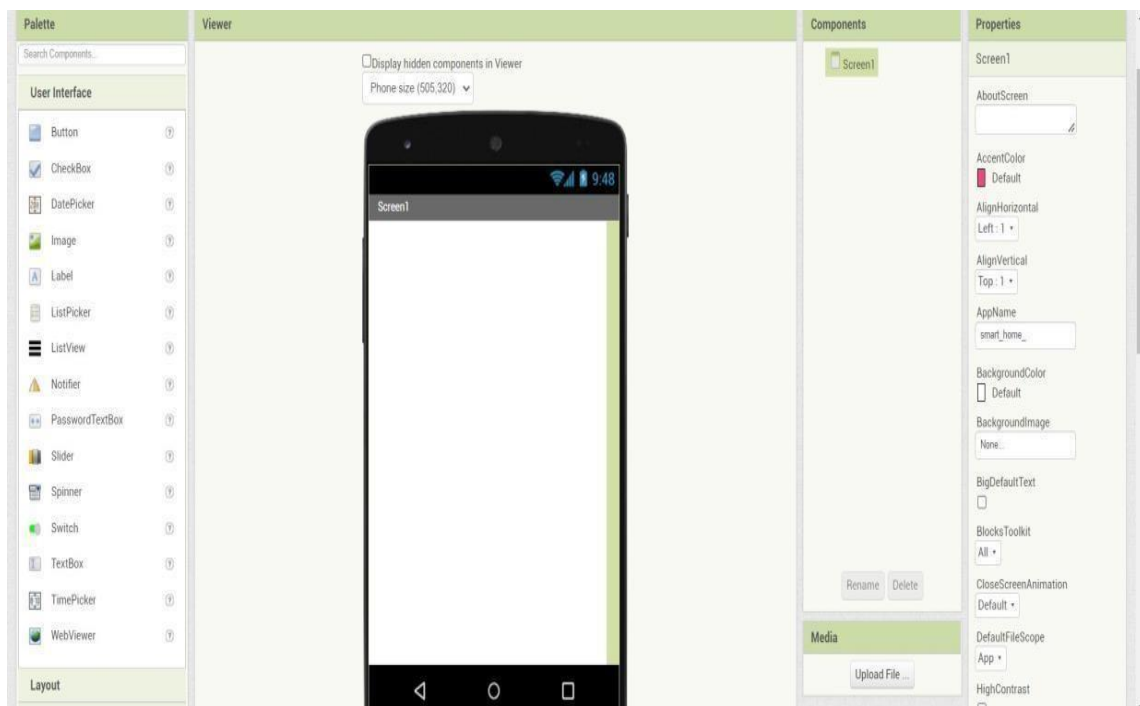 Palette
Search Components...
User Interface
Button
CheckBox
DatePicker
Image
Label
ListPicker
ListView
Notifier
PasswordTextBox
Slider
Spinner
Switch
TextBox
TimePicker
WebViewer
Layout
Viewer
Display hidden components in Viewer
Phone size (505,320)
9:48
Screen1
Components
Screen1
Rename Delete
Media
Upload File ...
Properties
Screen1
AboutScreen
AccentColor
Default
AlignHorizontal
Left : 1
AlignVertical
Top : 1
AppName
smart_home_
BackgroundColor
Default
BackgroundImage
None...
BigDefaultText
BlocksToolkit
All
CloseScreenAnimation
Default
DefaultFileScope
App
HighContrast